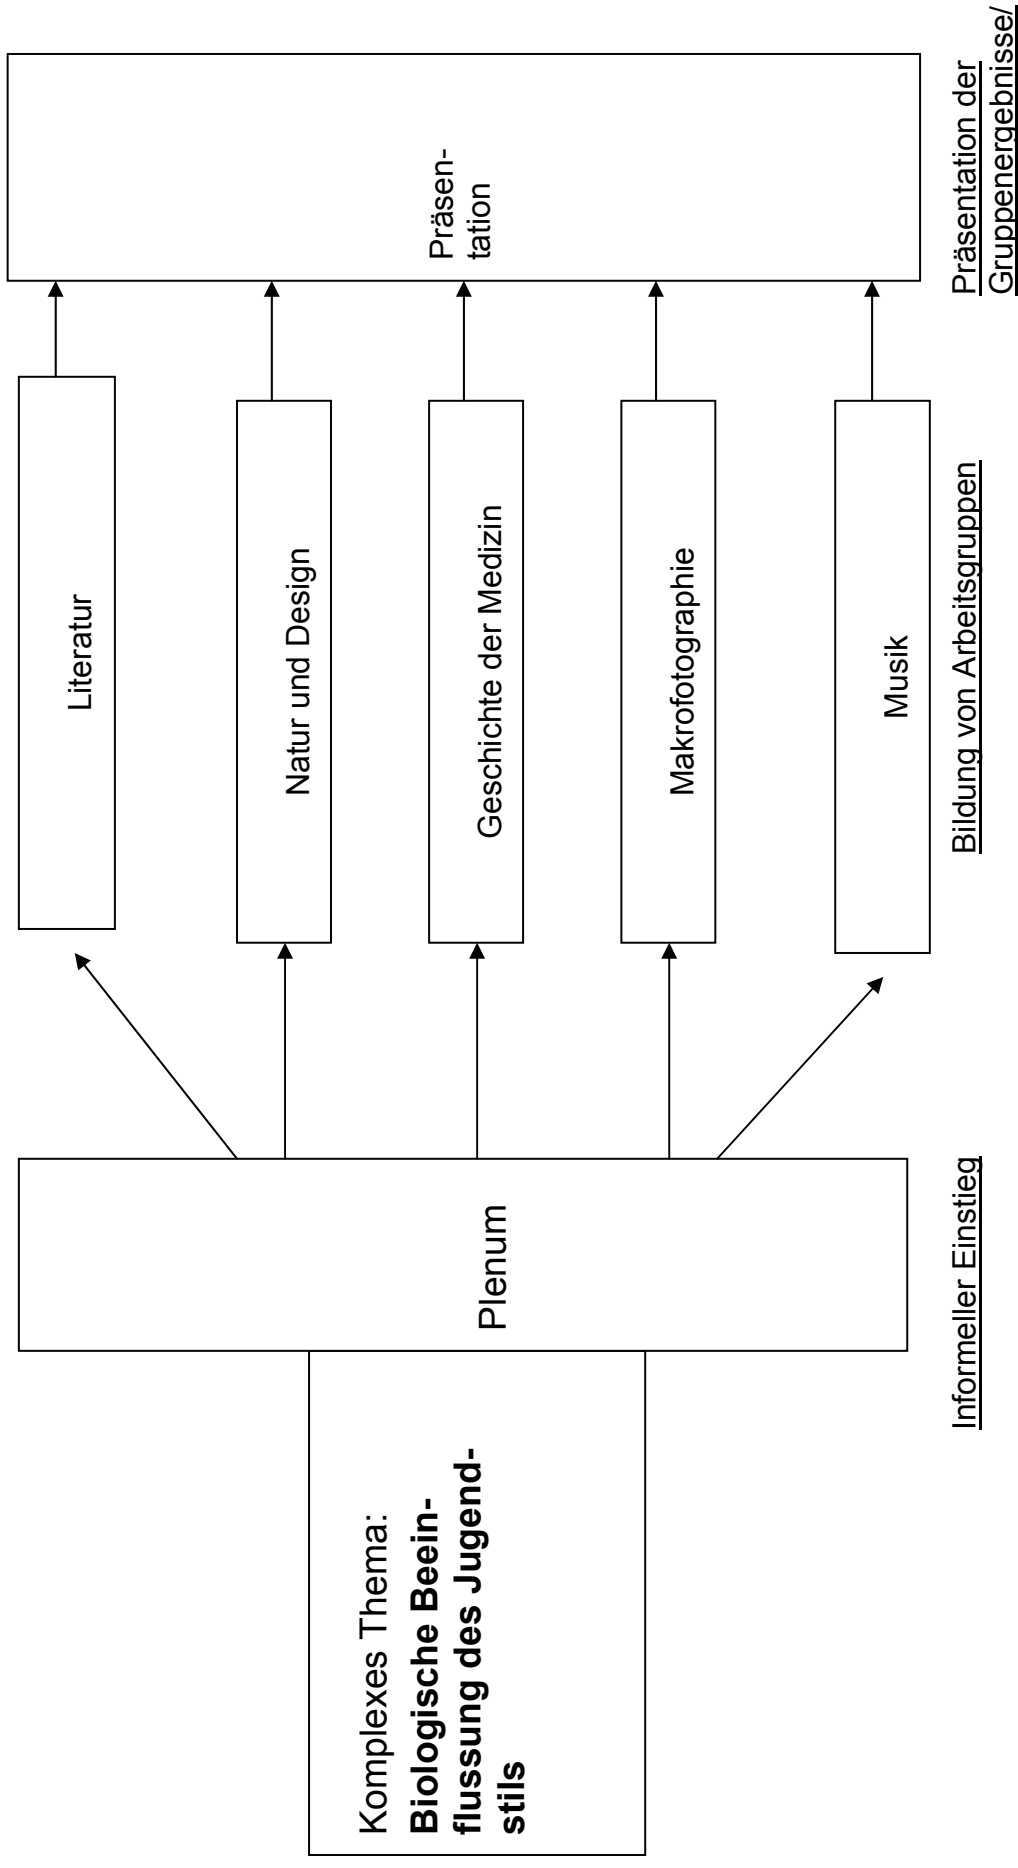 Komplexes Thema:
Biologische Beein-
flussung des Jugend-
stils
Plenum
Literatur
Natur und Design
Geschichte der Medizin
Makrofotographie
Musik
Präsen-
tation
Informeller Einstieg
Bildung von Arbeitsgruppen
Präsentation der
Gruppenergebnisse/